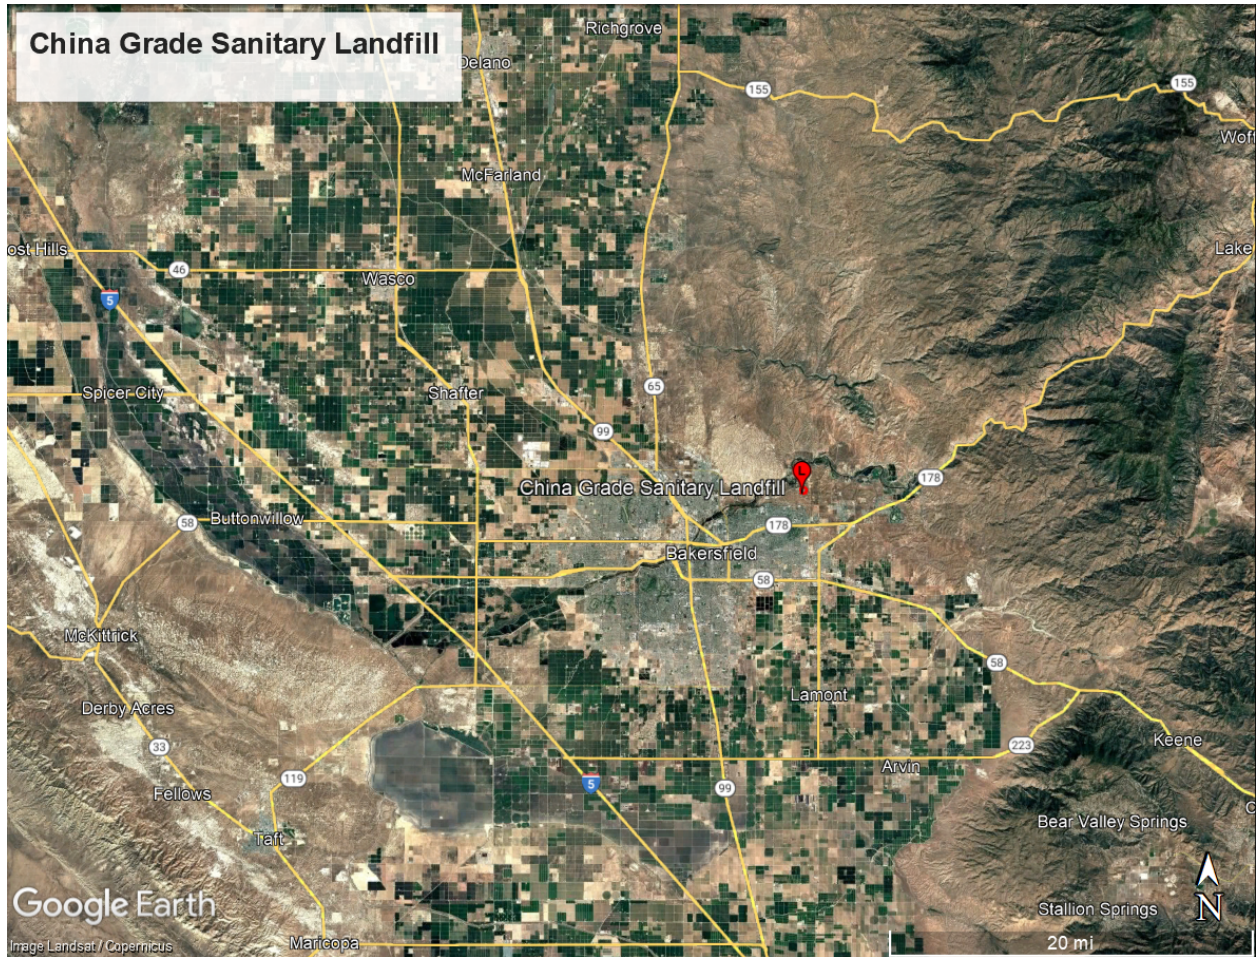 China Grade Sanitary Landfill
Richgrove
Delano
155
155
Wof
McFarland
ost Hills
Lake
46
Wasco
5
65
Spicer City
Shafter
99
L
178
China Grade Sanitary Landfill
58
Buttonwillow
178
Bakersfield
58
McKittrick
58
Lamont
Derby Acres
33
223
Keene
119
Arvin
5
99
Fellows
C
Bear Valley Springs
Taft
Google Earth
N
Stallion Springs
Image Landsat / Copernicus
Maricopa
20 mi